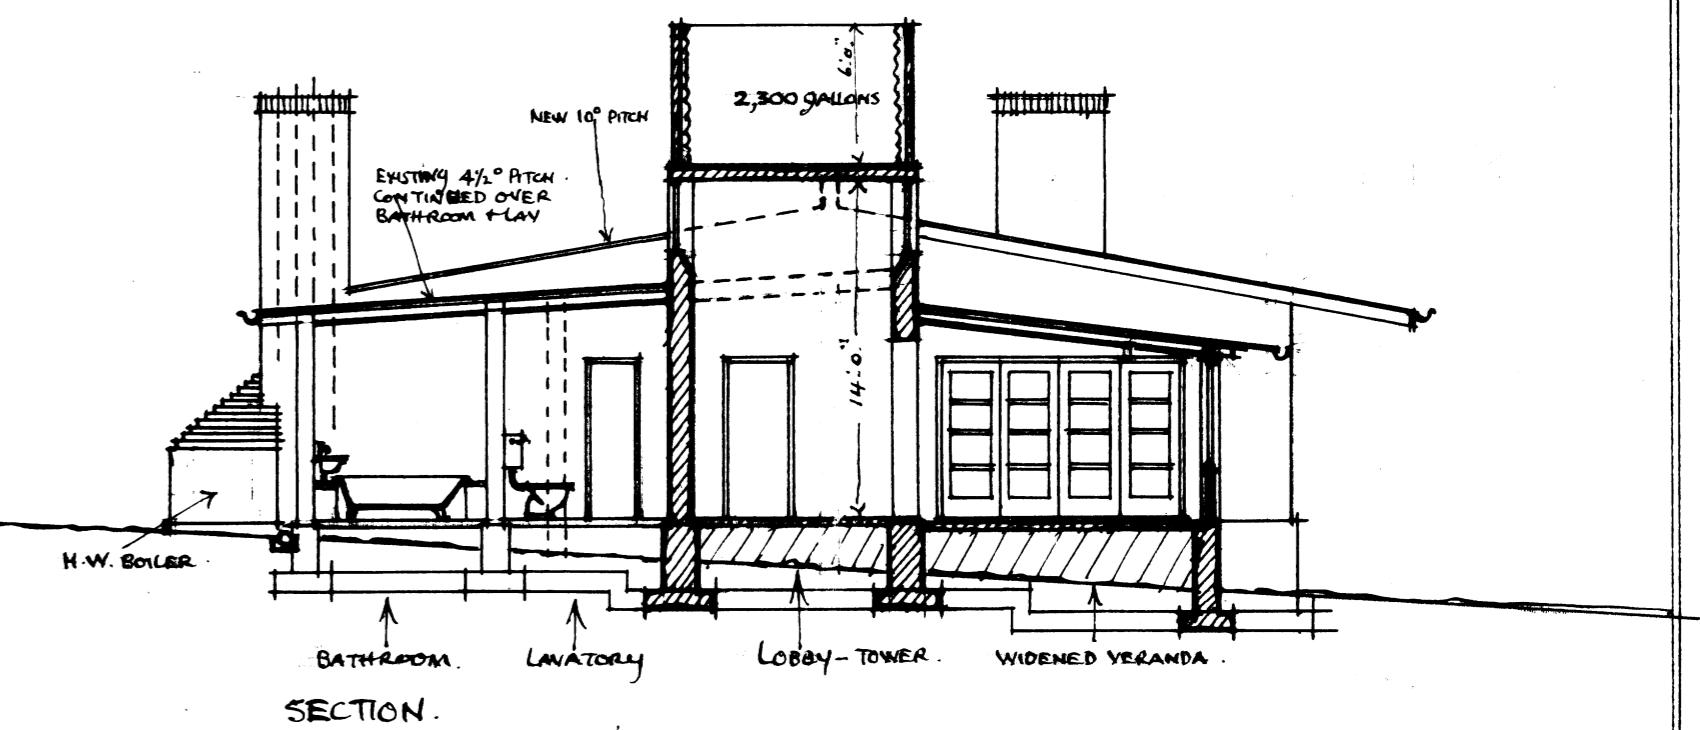 6'.0"
2,300 gallons
NEW 10° PITCH
EXISTING 4½° PITCH.
CONTINUED OVER
BATHROOM + LAV
14'.0"
H.W. BOILER.
BATHROOM.
LAVATORY
LOBBY - TOWER.
WIDENED VERANDA.
SECTION.